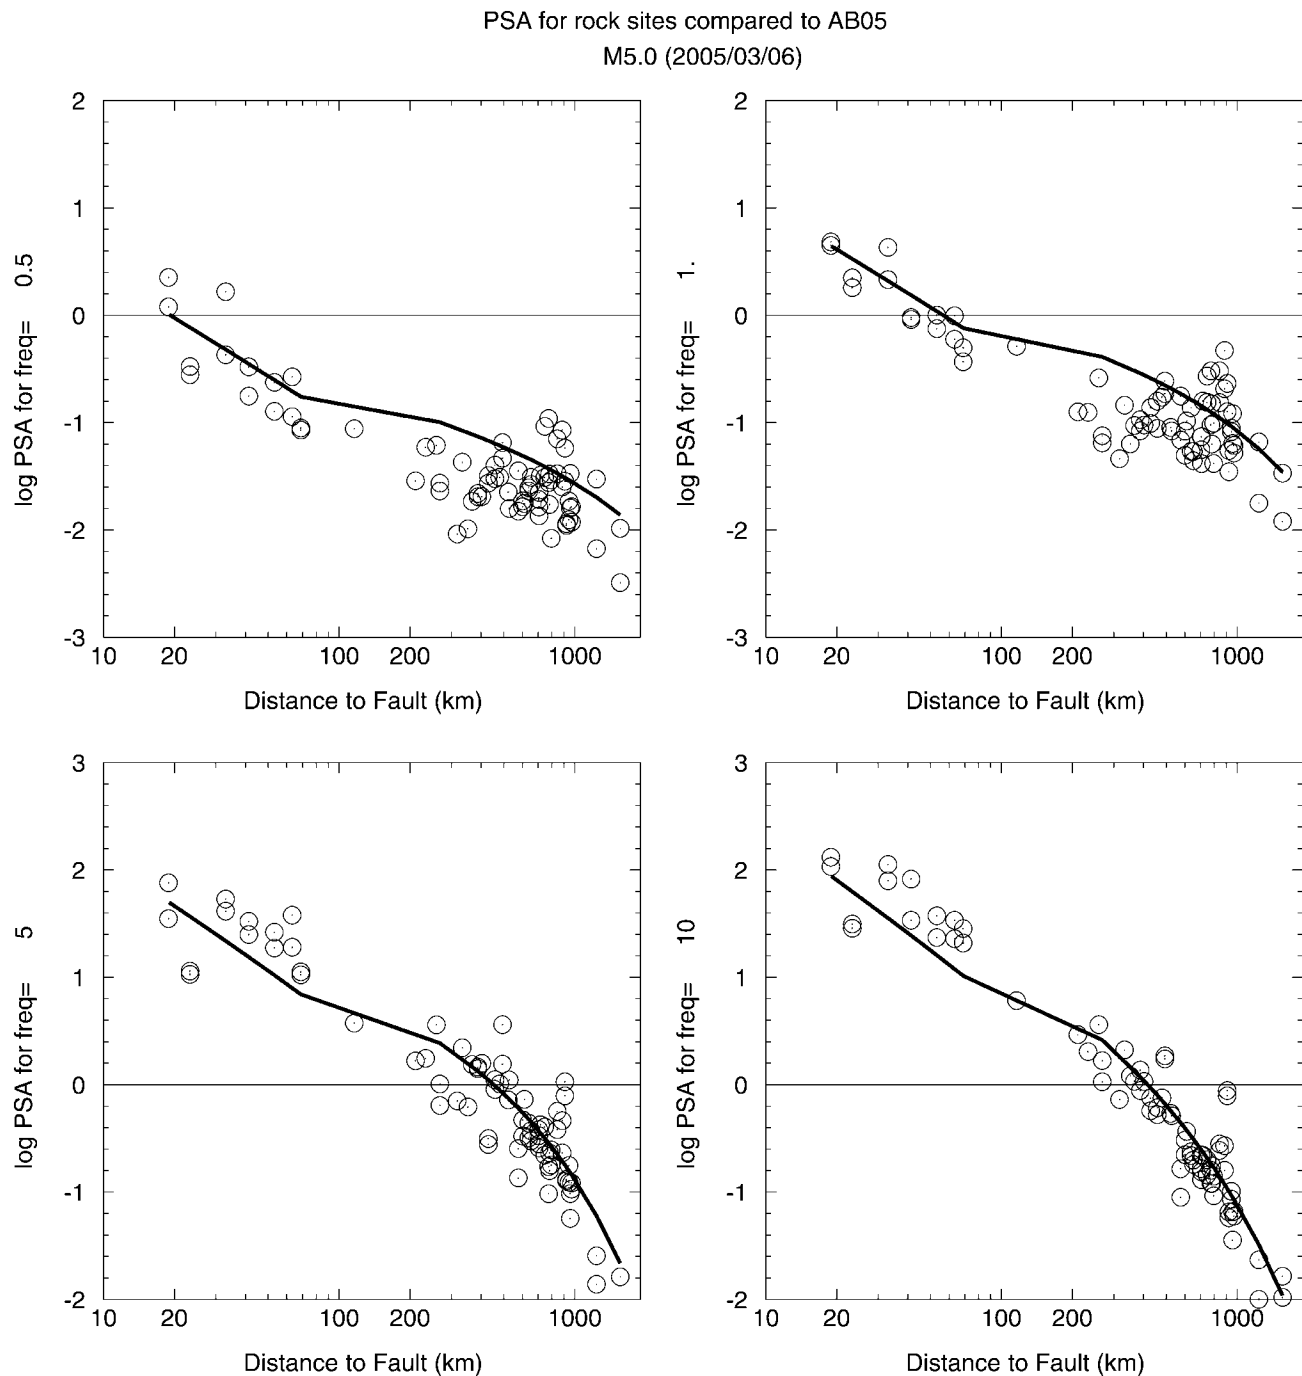 PSA for rock sites compared to AB05
M5.0 (2005/03/06)
2
1
0
-1
-2
-3
10 20 100 200 1000
log PSA for freq= 0.5
Distance to Fault (km)
2
1
0
-1
-2
-3
10 20 100 200 1000
log PSA for freq= 1.
Distance to Fault (km)
3
2
1
0
-1
-2
10 20 100 200 1000
log PSA for freq= 5
Distance to Fault (km)
3
2
1
0
-1
-2
10 20 100 200 1000
log PSA for freq= 10
Distance to Fault (km)